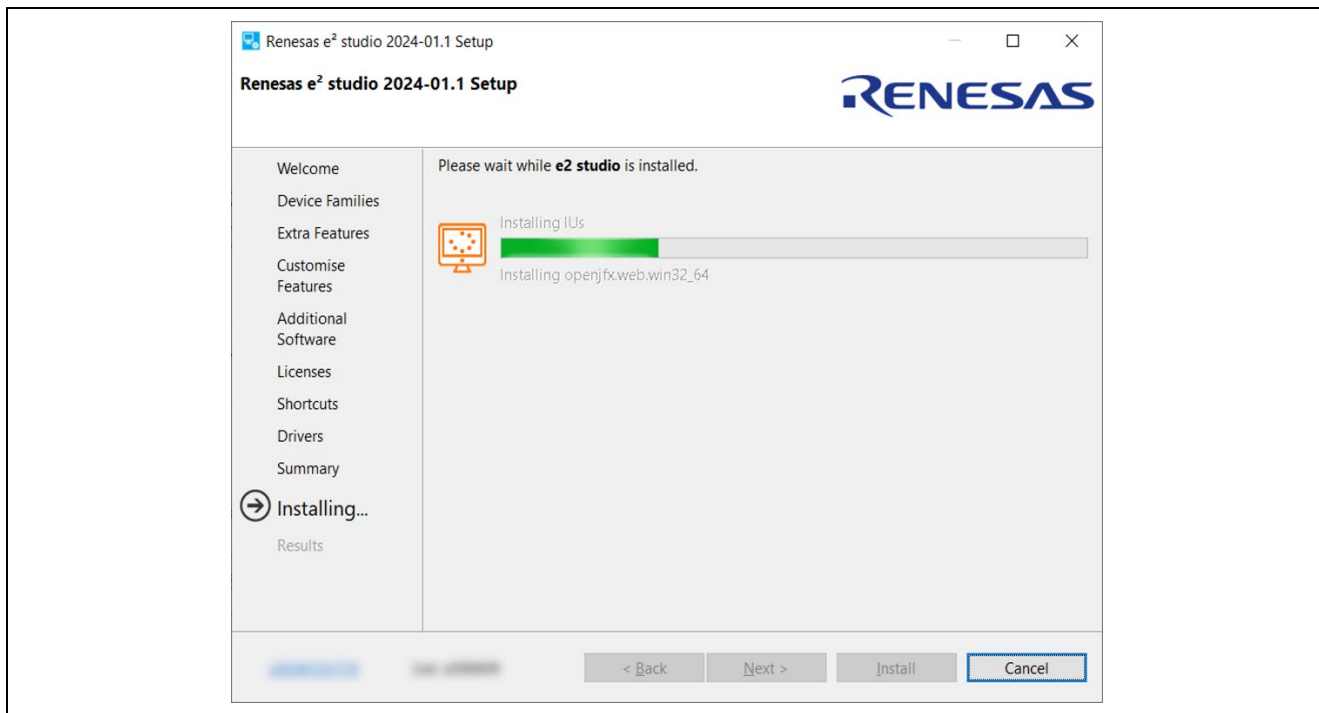 Renesas e² studio 2024-01.1 Setup
Renesas e² studio 2024-01.1 Setup
RENESAS
Welcome
Device Families
Extra Features
Customise
Features
Additional
Software
Licenses
Shortcuts
Drivers
Summary
Installing...
Results
Please wait while e2 studio is installed.
Installing IUs
Installing openjfx.web.win32_64
< Back
Next >
Install
Cancel